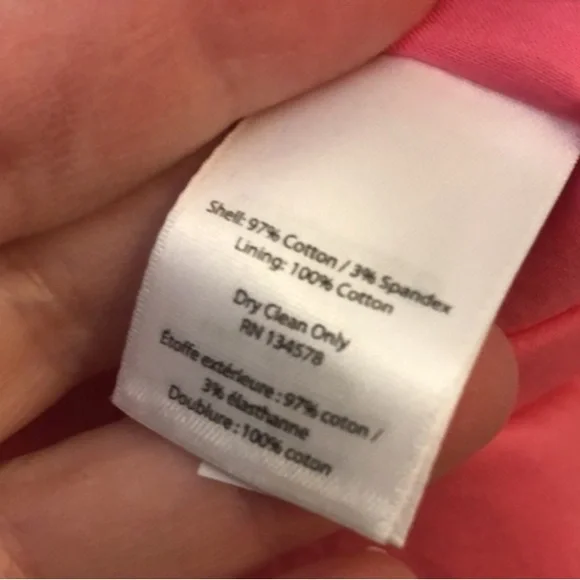 Shell: 97% Cotton / 3% Spandex
Lining: 100% Cotton
Dry Clean Only
RN 134578
Étoffe extérieure : 97% coton /
3% élasthanne
Doublure : 100% coton